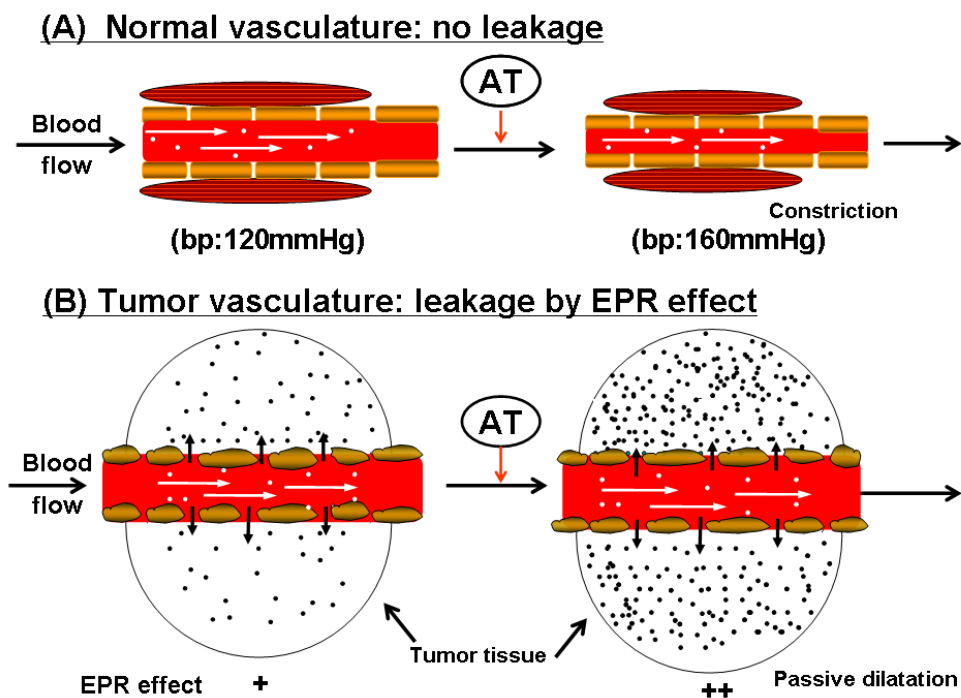 (A) Normal vasculature: no leakage
Blood
flow
AT
Constriction
(bp:120mmHg)
(bp:160mmHg)
(B) Tumor vasculature: leakage by EPR effect
Blood
flow
AT
Tumor tissue
EPR effect +
++
Passive dilatation